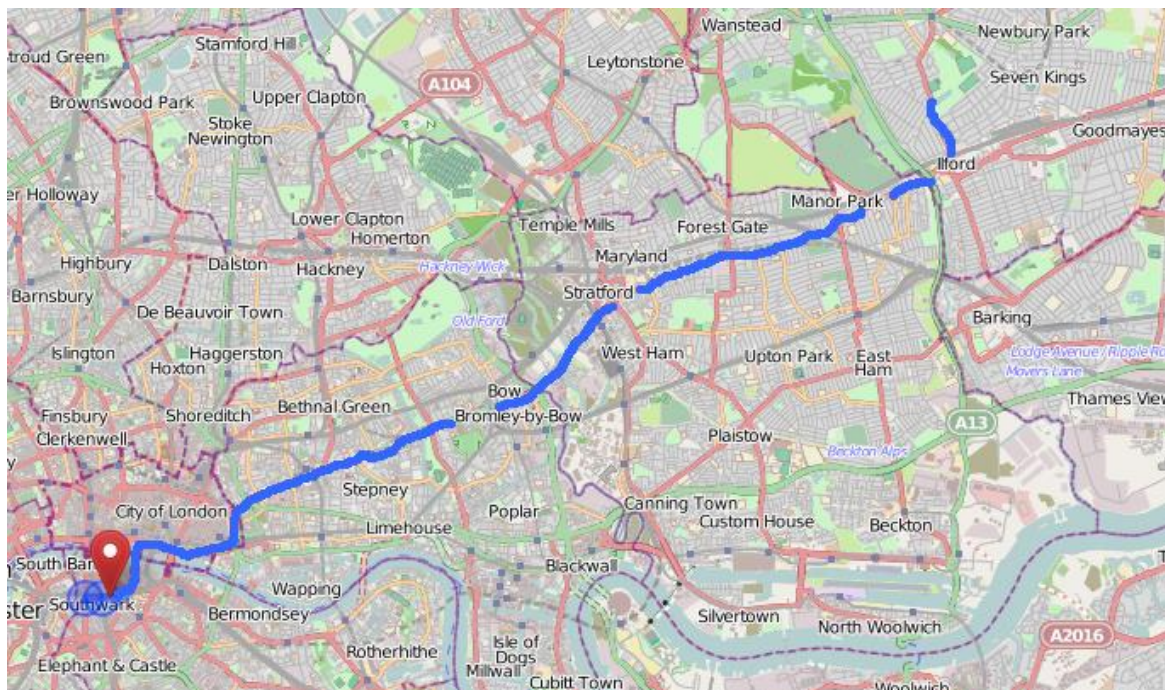 Wanstead
Newbury Park
Stamford Hill
troud Green
Leytonstone
Seven Kings
A104
Upper Clapton
Brownswood Park
Stoke
Newington
Goodmayes
Ilford
er Holloway
Manor Park
Lower Clapton
Temple Mills
Forest Gate
Homerton
Maryland
Highbury
Dalston
Hackney
Hackney Wick
Barnsbury
Stratford
De Beauvoir Town
Old Ford
Barking
Islington
Haggerston
West Ham
Upton Park
East
Ham
Lodge Avenue / Ripple Ro
Movers Lane
Hoxton
Bow
Thames View
Finsbury
Shoreditch
Bethnal Green
Bromley-by-Bow
A13
Clerkenwell
Plaistow
Beckton Alps
Stepney
City of London
Poplar
Canning Town
Custom House
Beckton
Limehouse
South Ban
Blackwall
Wapping
Southwark
ster
Bermondsey
Silvertown
North Woolwich
A2016
Isle of
Dogs
Rotherhithe
Elephant & Castle
Millwall
Cubitt Town
Woolwich